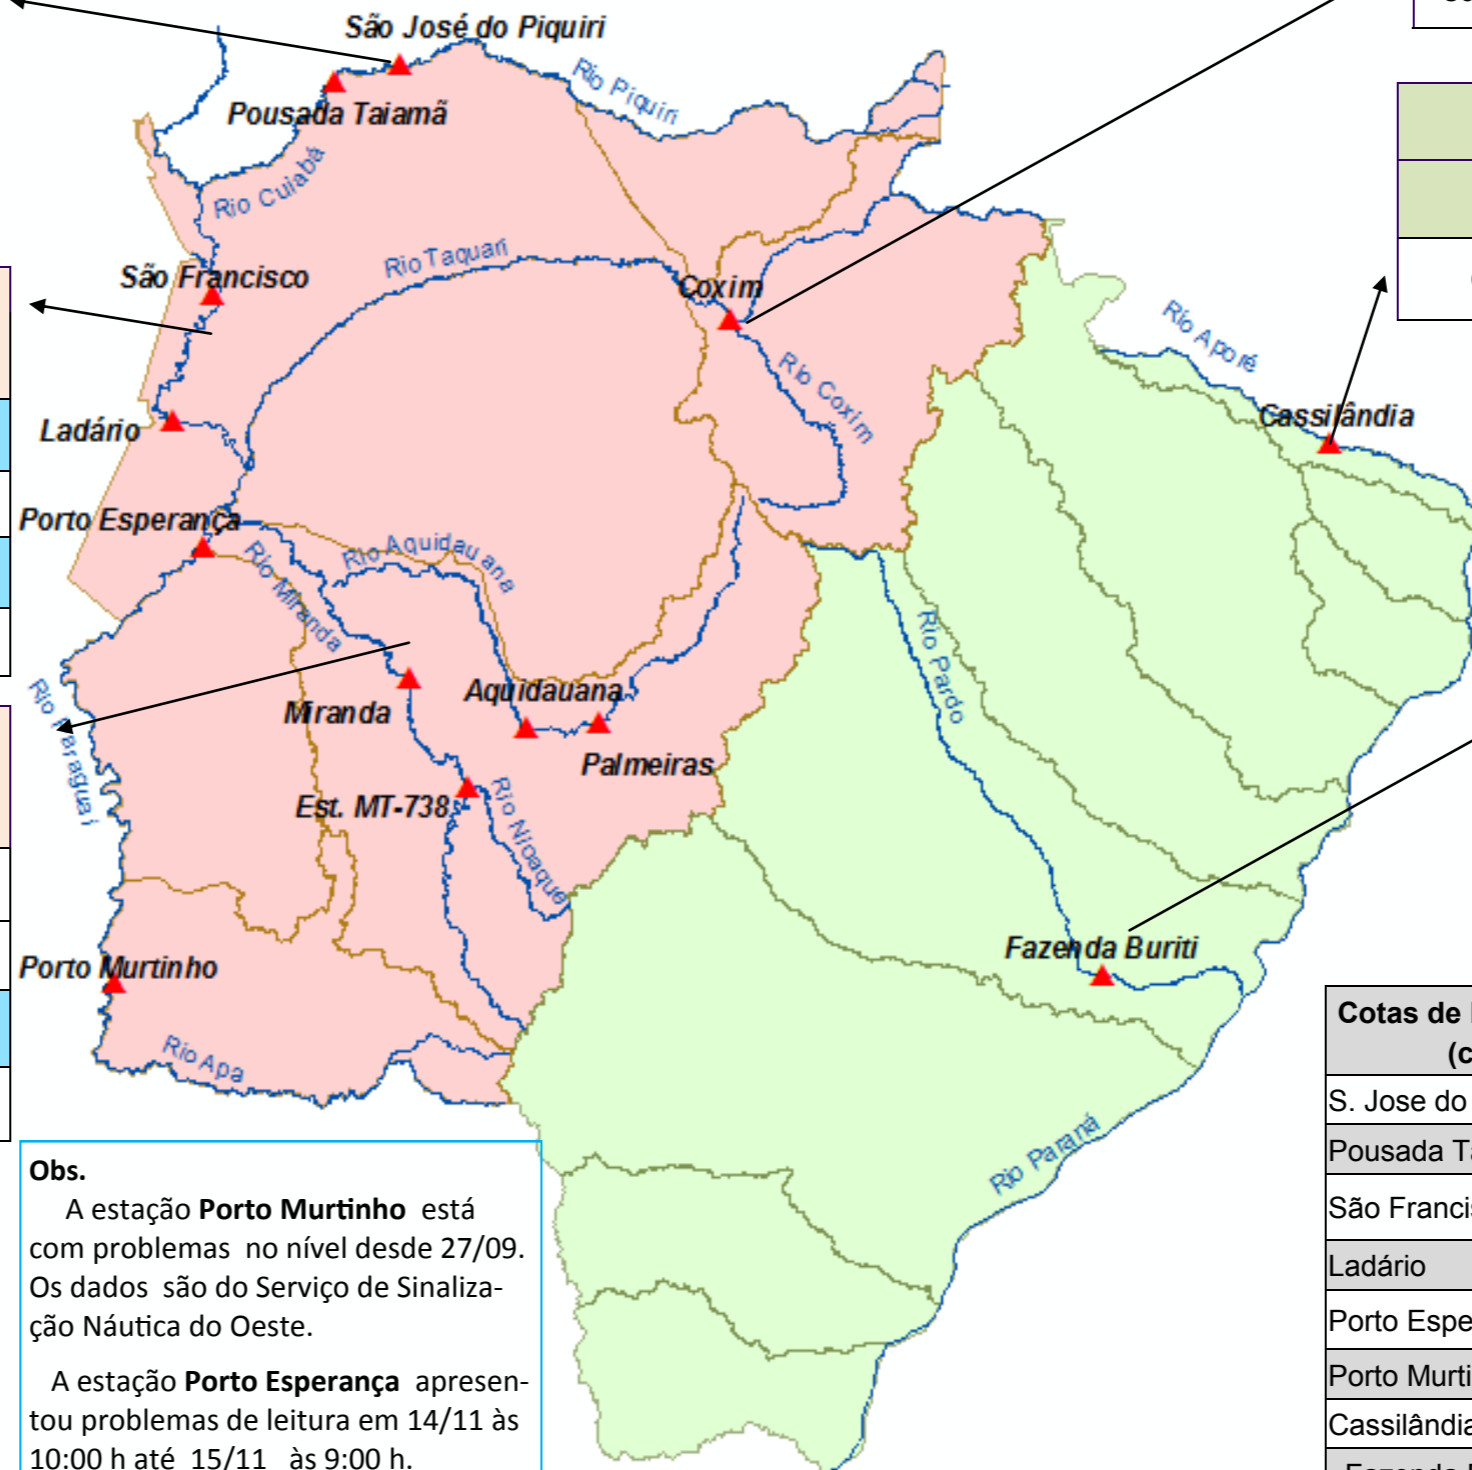 São José do Piquiri
Rio Piquiri
Pousada Taiamã
Rio Cuiabá
Rio Taquari
São Francisco
Coxim
Rio Aporé
Rio Coxim
Cassilândia
Ladário
Porto Esperança
Rio Aquidauana
Rio Miranda
Rio Pardo
Rio Paraguai
Aquidauana
Miranda
Palmeiras
Est. MT-738
Rio Nioaque
Fazenda Buriti
Porto Murtinho
Rio Apa
Rio Paraná
Cotas de
(c
S. Jose do
Pousada Ta
São Francis
Ladário
Porto Espe
Porto Murti
Cassilândia
Obs.
A estação Porto Murtinho está
com problemas no nível desde 27/09.
Os dados são do Serviço de Sinaliza-
ção Náutica do Oeste.
A estação Porto Esperança apresen-
tou problemas de leitura em 14/11 às
10:00 h até 15/11 às 9:00 h.